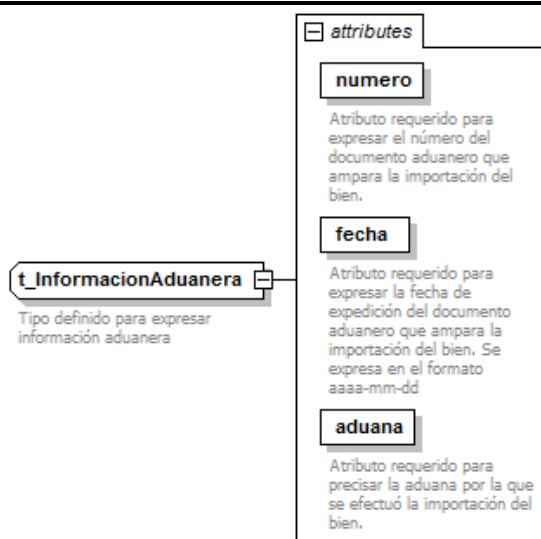 attributes
numero
Atributo requerido para
expresar el número del
documento aduanero que
ampara la importación del
bien.
fecha
Atributo requerido para
expresar la fecha de
expedición del documento
aduanero que ampara la
importación del bien. Se
expresa en el formato
aaaa-mm-dd
t_InformacionAduanera
Tipo definido para expresar
información aduanera
aduana
Atributo requerido para
precisar la aduana por la que
se efectuó la importación del
bien.